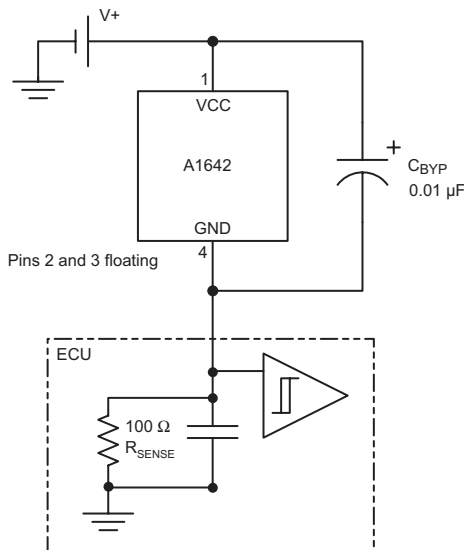 V+
1
VCC
A1642
GND
4
+
CBYP
0.01 µF
Pins 2 and 3 floating
ECU
100 Ω
RSENSE